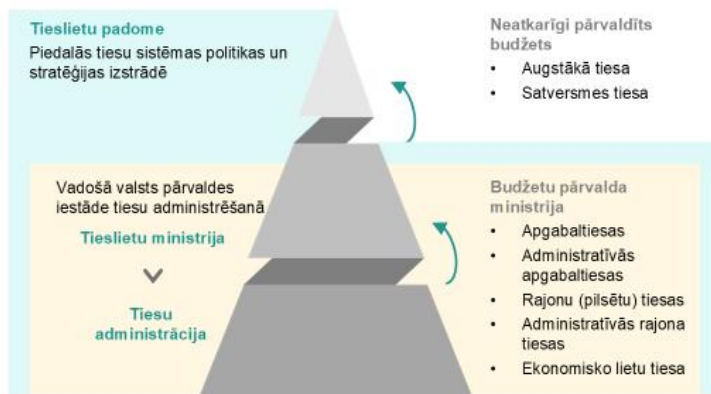 Tieslietu padome
Piedalās tiesu sistēmas politikas un
stratēģijas izstrādē
Neatkarīgi pārvaldīts
budžets
• Augstākā tiesa
• Satversmes tiesa
Vadošā valsts pārvaldes
iestāde tiesu administrēšanā
Tieslietu ministrija
Tiesu
administrācija
Budžetu pārvalda
ministrija
• Apgabaltiesas
• Administratīvās
apgabaltiesas
• Rajonu (pilsētu) tiesas
• Administratīvās rajona
tiesas
• Ekonomisko lietu tiesa